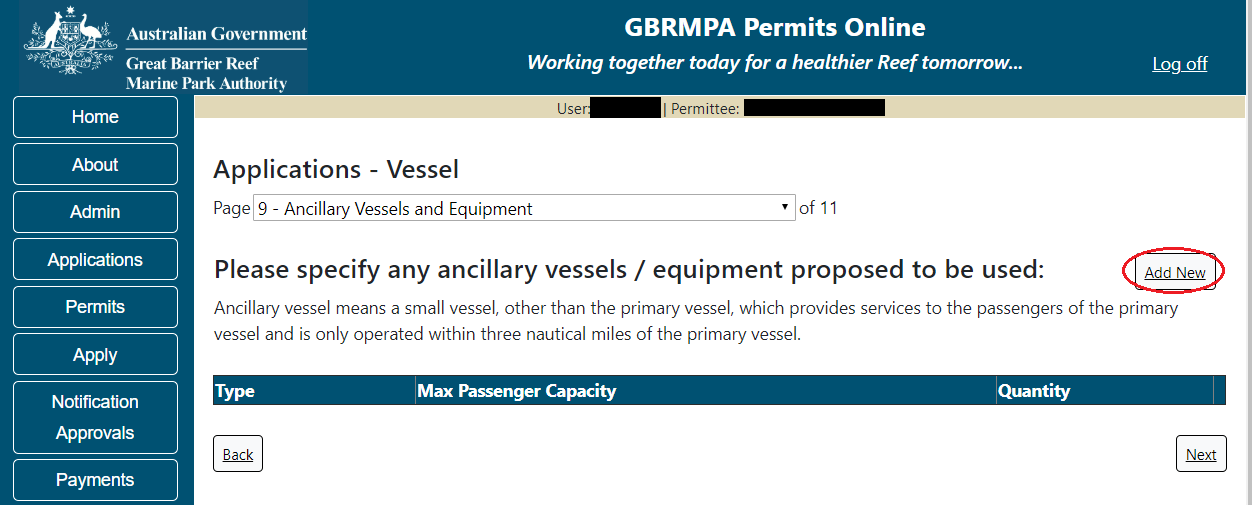 Australian Government
Great Barrier Reef
Marine Park Authority
GBRMPA Permits Online
Working together today for a healthier Reef tomorrow...
Log off
Home
About
Admin
Applications
Permits
Apply
Notification
Approvals
Payments
User: | Permittee:
Applications - Vessel
Page 9 - Ancillary Vessels and Equipment of 11
Please specify any ancillary vessels / equipment proposed to be used:
Add New
Ancillary vessel means a small vessel, other than the primary vessel, which provides services to the passengers of the primary
vessel and is only operated within three nautical miles of the primary vessel.
Type Max Passenger Capacity Quantity
Back Next